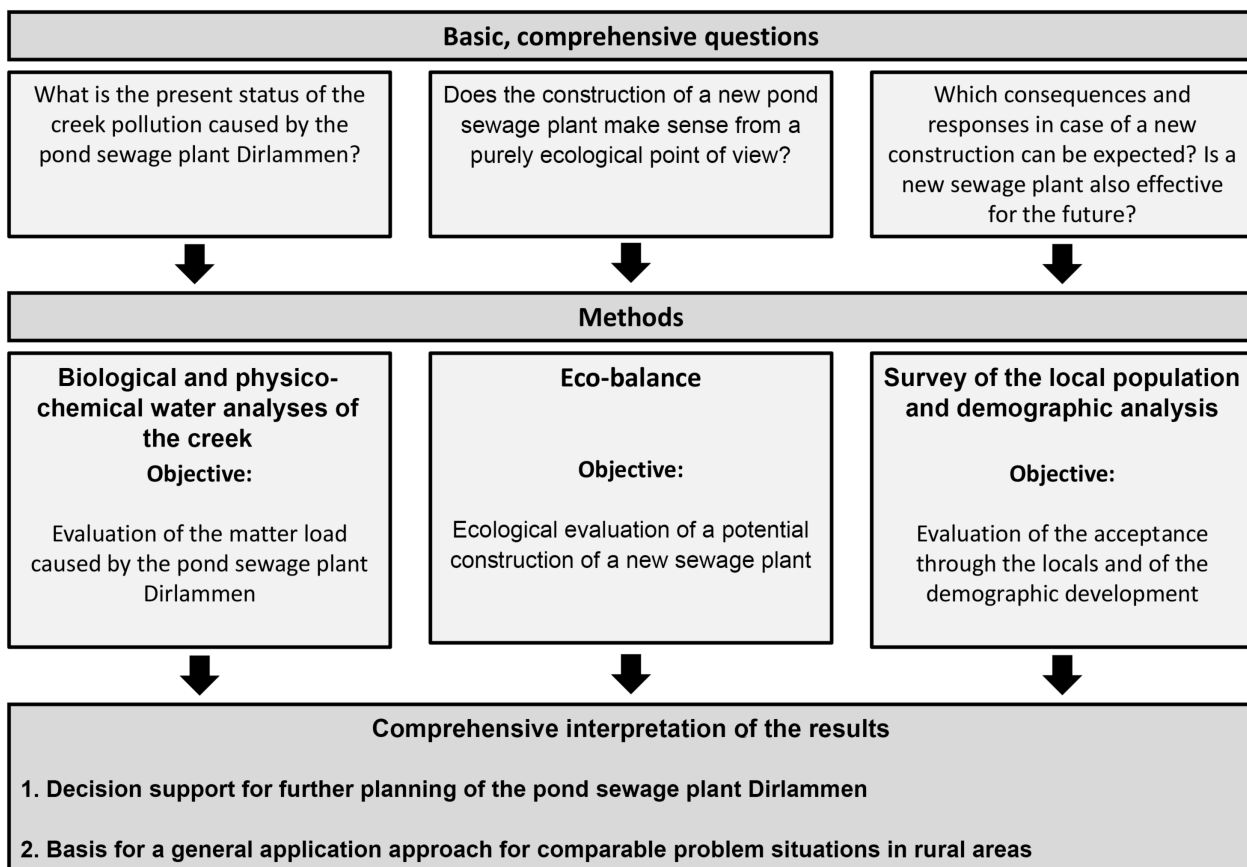 Basic, comprehensive questions
What is the present status of the
creek pollution caused by the
pond sewage plant Dirlammen?
Does the construction of a new pond
sewage plant make sense from a
purely ecological point of view?
Which consequences and
responses in case of a new
construction can be expected? Is a
new sewage plant also effective
for the future?
Methods
Biological and physico-
chemical water analyses of
the creek
Objective:
Evaluation of the matter load
caused by the pond sewage plant
Dirlammen
Eco-balance
Objective:
Ecological evaluation of a potential
construction of a new sewage plant
Survey of the local population
and demographic analysis
Objective:
Evaluation of the acceptance
through the locals and of the
demographic development
Comprehensive interpretation of the results
1. Decision support for further planning of the pond sewage plant Dirlammen
2. Basis for a general application approach for comparable problem situations in rural areas